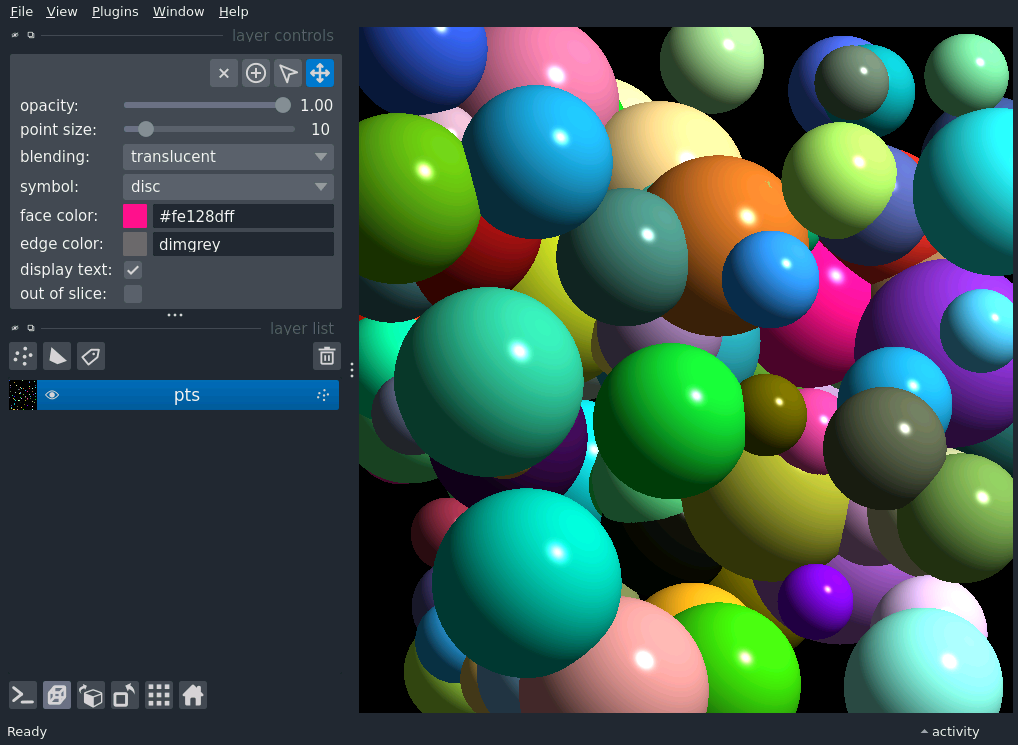 File View Plugins Window Help
layer controls
opacity: 1.00
point size: 10
blending: translucent
symbol: disc
face color: #fe128dff
edge color: dimgrey
display text:
out of slice:
layer list
pts
Ready
activity